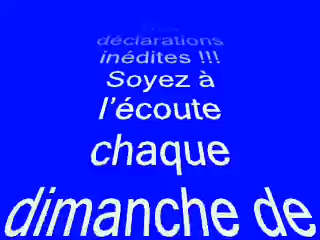 déclarations
inédites !!!
Soyez à
l'écoute
chaque
dimanche de